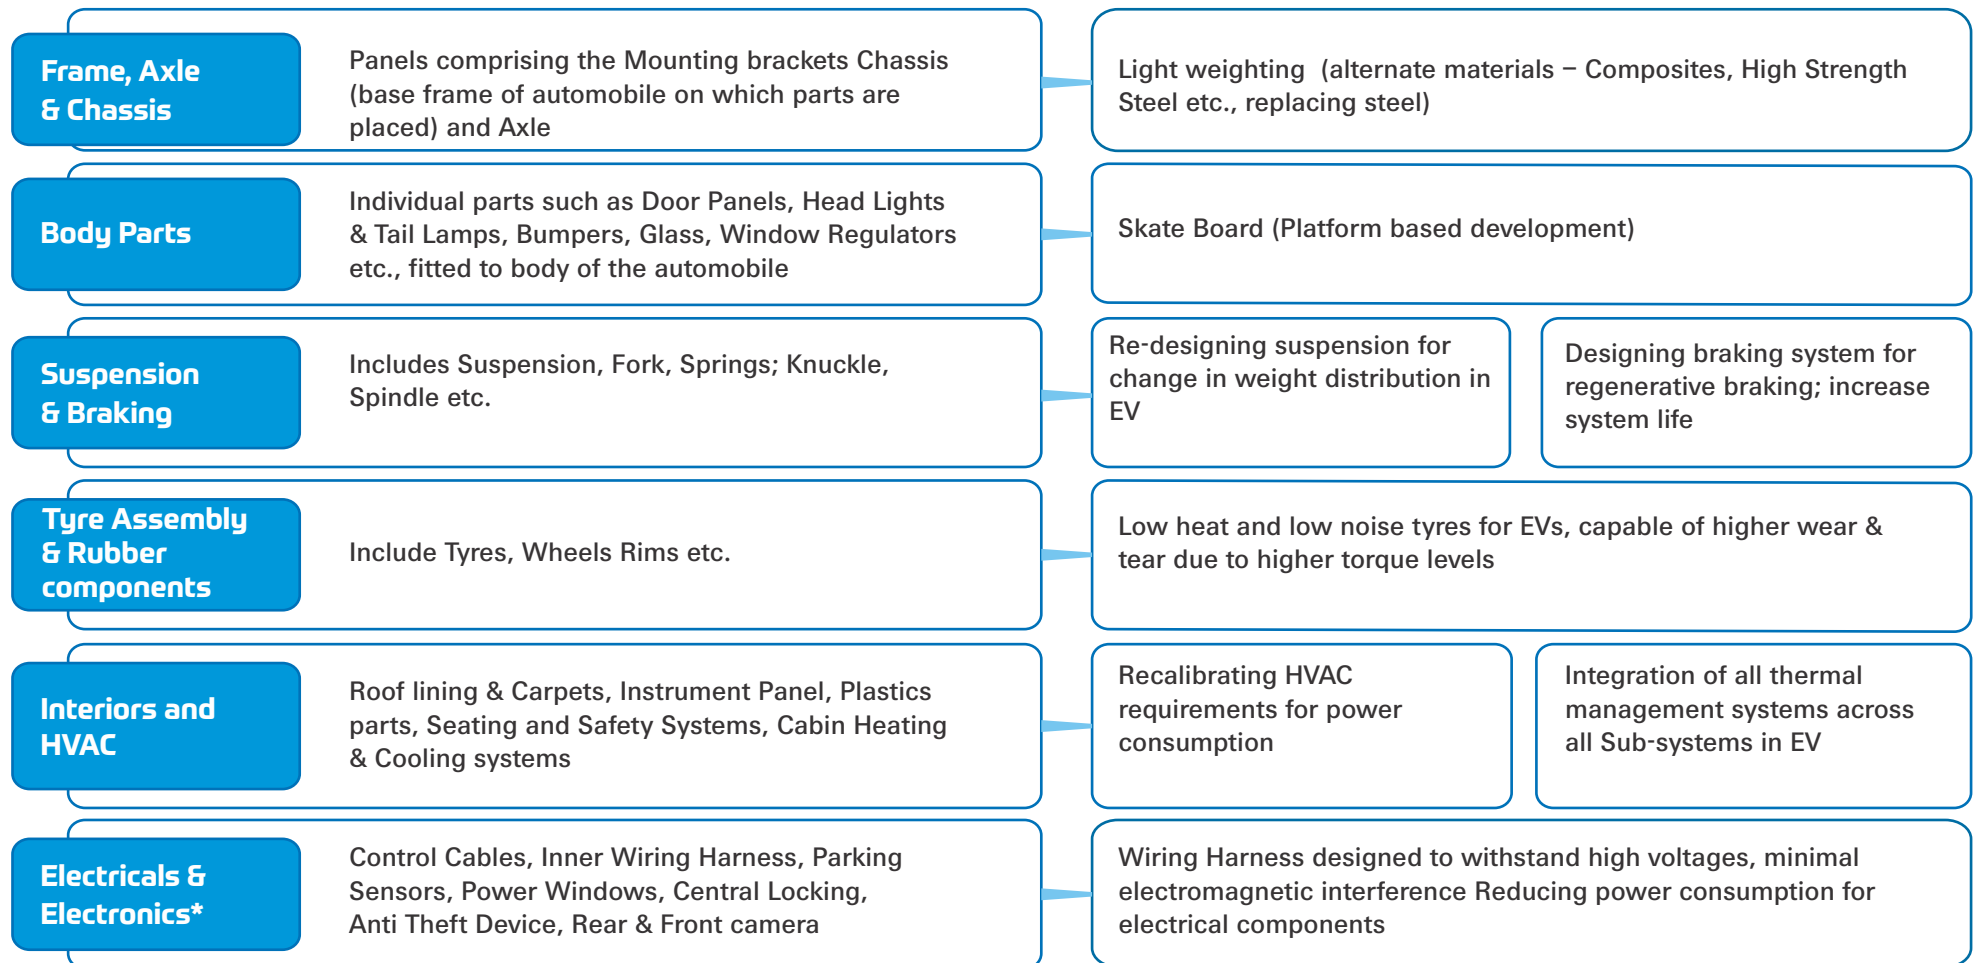 Frame, Axle
& Chassis
Panels comprising the Mounting brackets Chassis
(base frame of automobile on which parts are
placed) and Axle
Light weighting (alternate materials – Composites, High Strength
Steel etc., replacing steel)
Body Parts
Individual parts such as Door Panels, Head Lights
& Tail Lamps, Bumpers, Glass, Window Regulators
etc., fitted to body of the automobile
Skate Board (Platform based development)
Suspension
& Braking
Includes Suspension, Fork, Springs; Knuckle,
Spindle etc.
Re-designing suspension for
change in weight distribution in
EV
Designing braking system for
regenerative braking; increase
system life
Tyre Assembly
& Rubber
components
Include Tyres, Wheels Rims etc.
Low heat and low noise tyres for EVs, capable of higher wear &
tear due to higher torque levels
Interiors and
HVAC
Roof lining & Carpets, Instrument Panel, Plastics
parts, Seating and Safety Systems, Cabin Heating
& Cooling systems
Recalibrating HVAC
requirements for power
consumption
Integration of all thermal
management systems across
all Sub-systems in EV
Electricals &
Electronics*
Control Cables, Inner Wiring Harness, Parking
Sensors, Power Windows, Central Locking,
Anti Theft Device, Rear & Front camera
Wiring Harness designed to withstand high voltages, minimal
electromagnetic interference Reducing power consumption for
electrical components